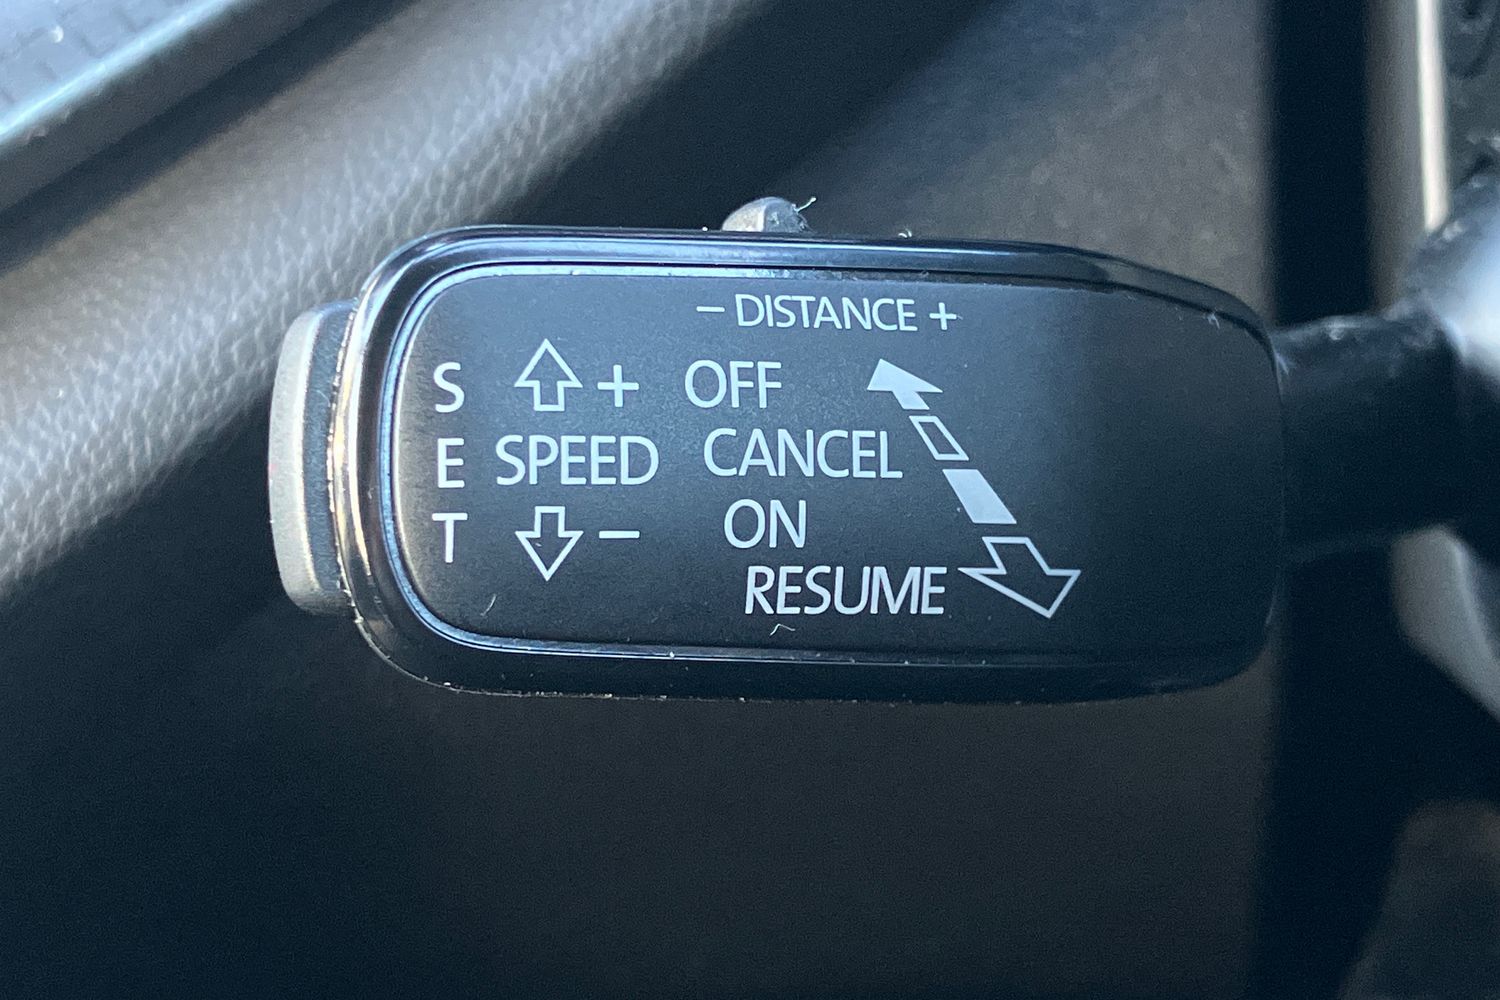 – DISTANCE +
S + OFF
E SPEED CANCEL
T – ON
RESUME